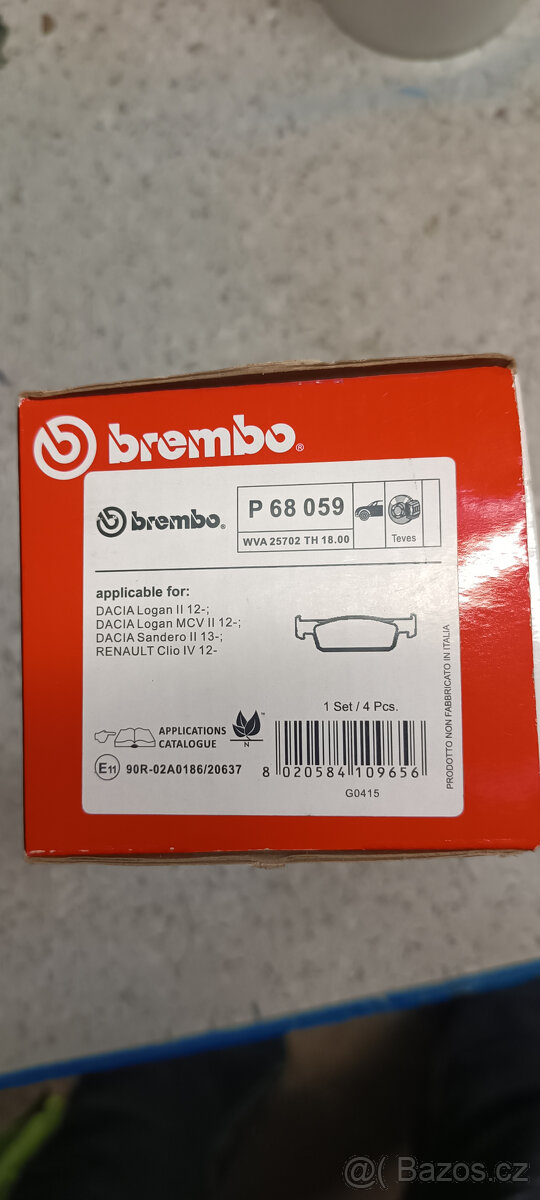 brembo®
brembo®
P 68 059
WVA 25702 TH 18.00
Teves
applicable for:
DACIA Logan II 12-;
DACIA Logan MCV II 12-;
DACIA Sandero II 13-;
RENAULT Clio IV 12-
1 Set / 4 Pcs.
APPLICATIONS
CATALOGUE
N
™
E11 90R-02A0186/20637
8 020584 109656
G0415
PRODOTTO NON FABBRICATO IN ITALIA
Bazos.cz